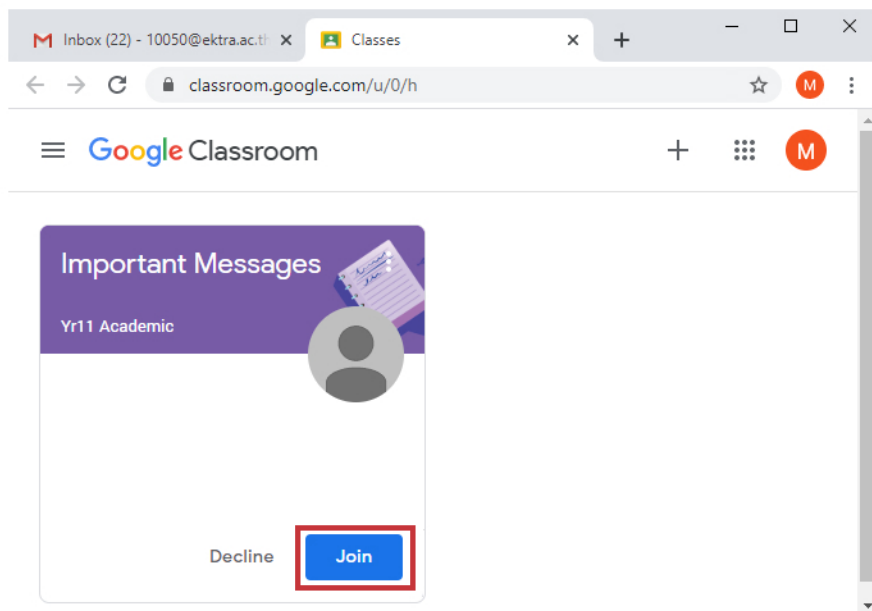 Inbox (22) - 10050@ektra.ac.th
Classes
classroom.google.com/u/0/h
M
Google Classroom
M
Important Messages
Yr11 Academic
Decline
Join